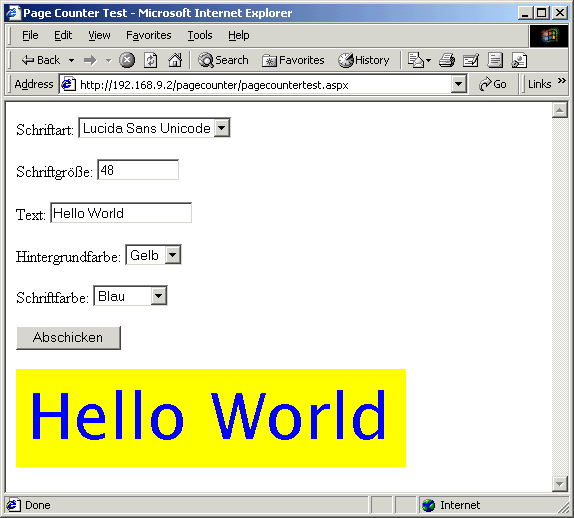 Page Counter Test - Microsoft Internet Explorer
File Edit View Favorites Tools Help
Back Search Favorites History
Address http://192.168.9.2/pagecounter/pagecountertest.aspx Go Links »
Schriftart: Lucida Sans Unicode
Schriftgröße: 48
Text: Hello World
Hintergrundfarbe: Gelb
Schriftfarbe: Blau
Abschicken
Hello World
Done Internet